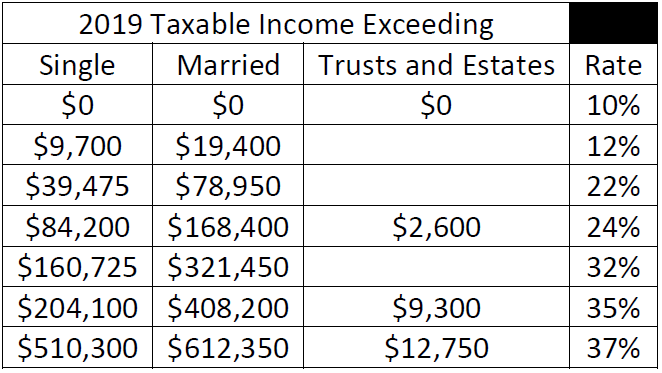 2019 Taxable Income Exceeding
Single Married Trusts and Estates Rate
$0 $0 $0 10%
$9,700 $19,400 12%
$39,475 $78,950 22%
$84,200 $168,400 $2,600 24%
$160,725 $321,450 32%
$204,100 $408,200 $9,300 35%
$510,300 $612,350 $12,750 37%